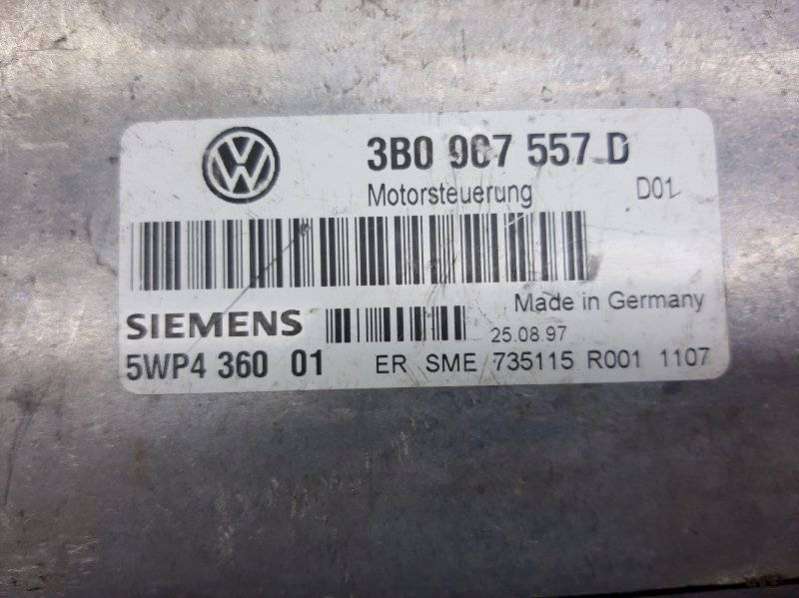 3B0 907 557 D
Motorsteuerung D01
Made in Germany
SIEMENS 25.08.97
5WP4 360 01 ER SME 735115 R001 1107